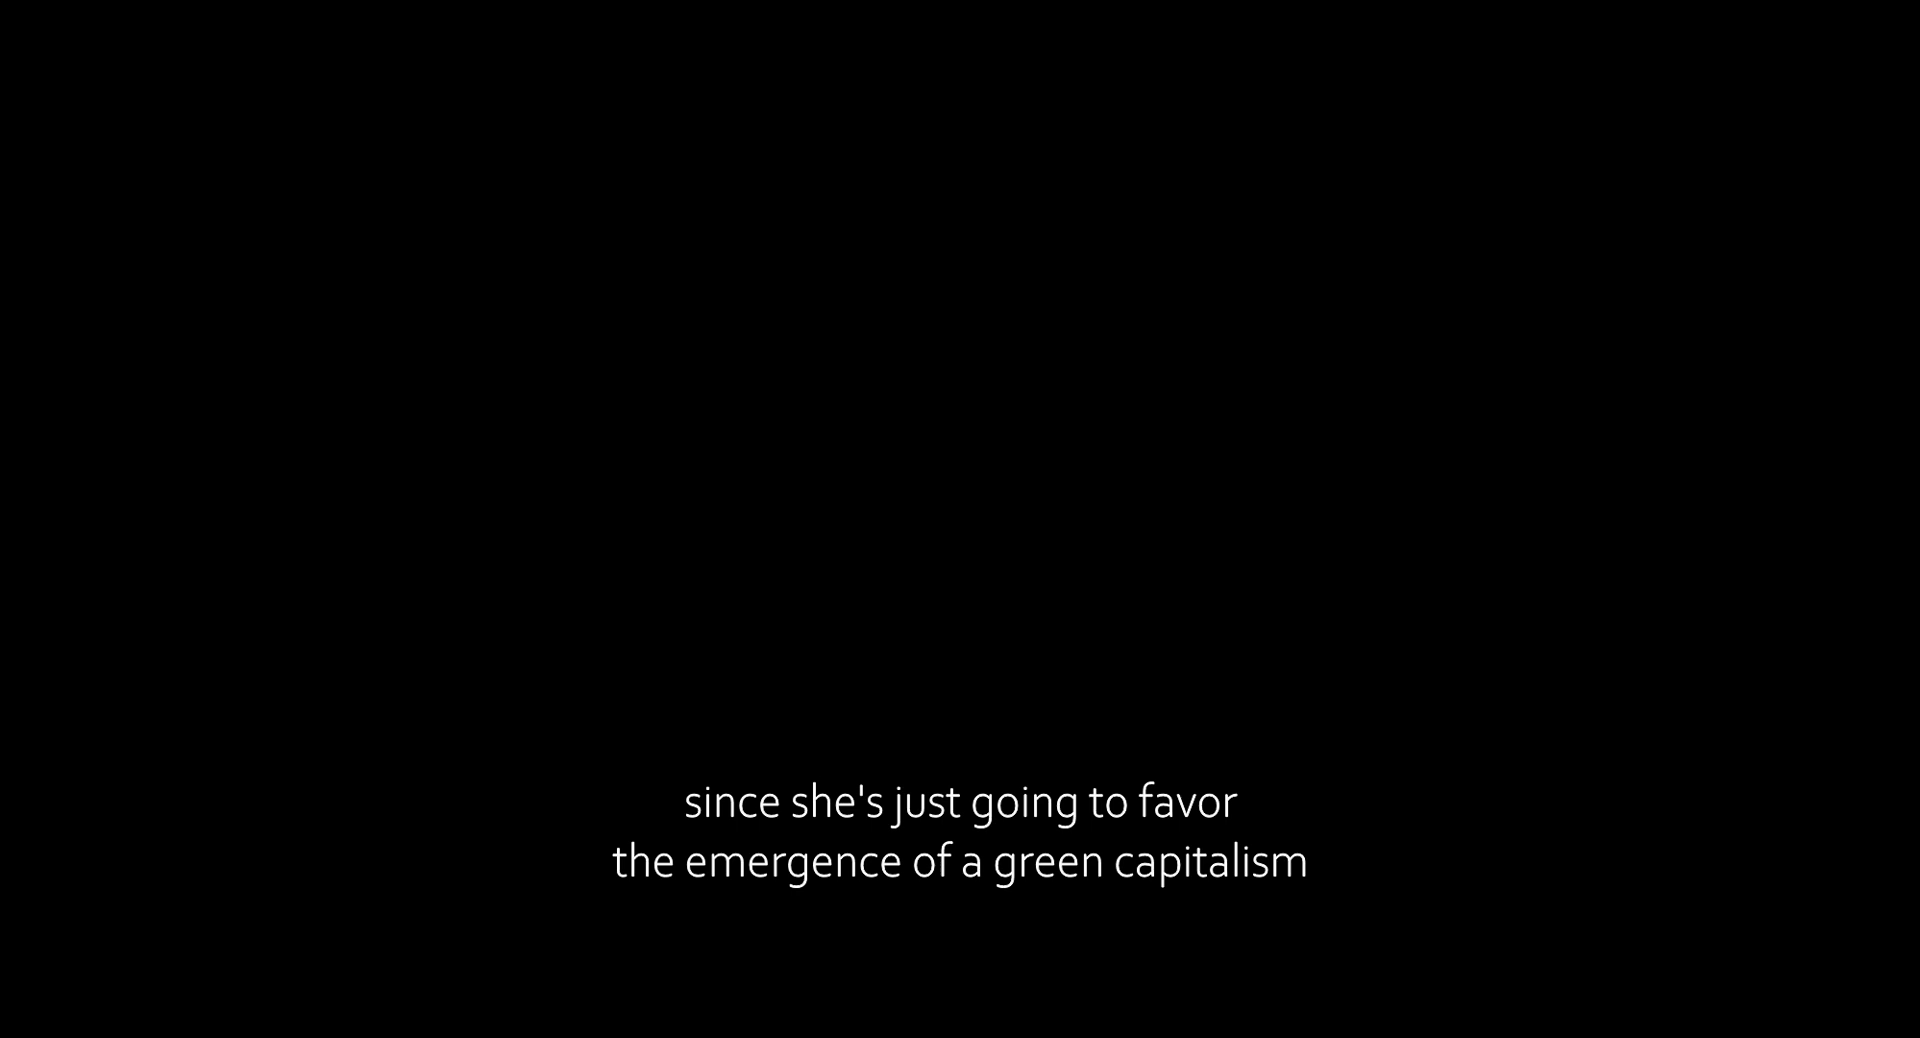 since she's just going to favor
the emergence of a green capitalism